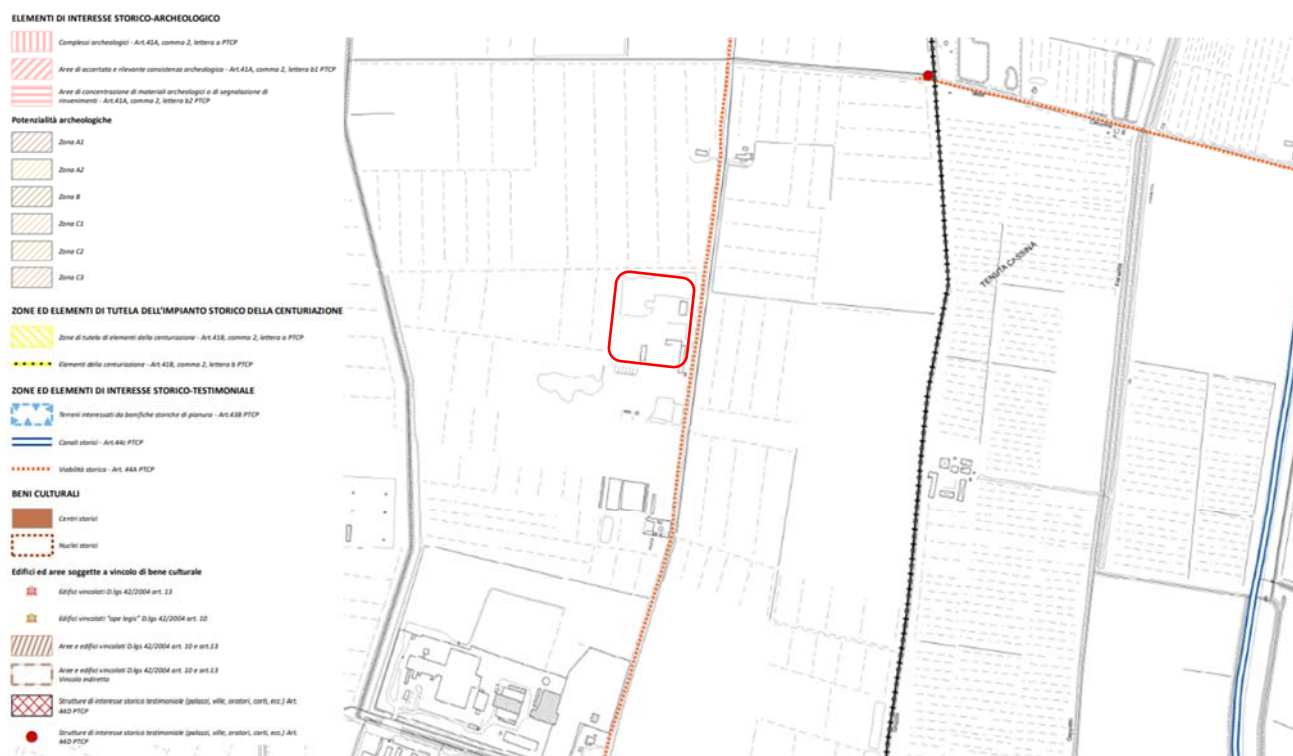 ELEMENTI DI INTERESSE STORICO-ARCHEOLOGICO
Complessi archeologici - Art.41A, comma 2, lettera a PTCP
Aree di accertata e rilevante consistenza archeologica - Art.41A, comma 2, lettera b1 PTCP
Aree di concentrazione di materiali archeologici o di segnalazione di
rinvenimenti - Art.41A, comma 2, lettera b2 PTCP
Potenzialità archeologiche
Zona A1
Zona A2
Zona B
Zona C1
Zona C2
Zona C3
ZONE ED ELEMENTI DI TUTELA DELL'IMPIANTO STORICO DELLA CENTURIAZIONE
Zone di tutela di elementi della centuriazione - Art.41B, comma 2, lettera a PTCP
Elementi della centuriazione - Art.41B, comma 2, lettera b PTCP
ZONE ED ELEMENTI DI INTERESSE STORICO-TESTIMONIALE
Terreni interessati da bonifiche storiche di pianura - Art.43B PTCP
Canali storici - Art.44c PTCP
Viabilità storica - Art. 44A PTCP
BENI CULTURALI
Centri storici
Nuclei storici
Edifici ed aree soggette a vincolo di bene culturale
Edifici vincolati D.lgs 42/2004 art. 13
Edifici vincolati "ope legis" D.lgs 42/2004 art. 10
Aree e edifici vincolati D.lgs 42/2004 art. 10 e art.13
Aree e edifici vincolati D.lgs 42/2004 art. 10 e art.13
Vincolo indiretto
Strutture di interesse storico testimoniale (palazzi, ville, oratori, corti, ecc.) Art.
44D PTCP
Strutture di interesse storico testimoniale (palazzi, ville, oratori, corti, ecc.) Art.
44D PTCP
TENUTA CASSINA